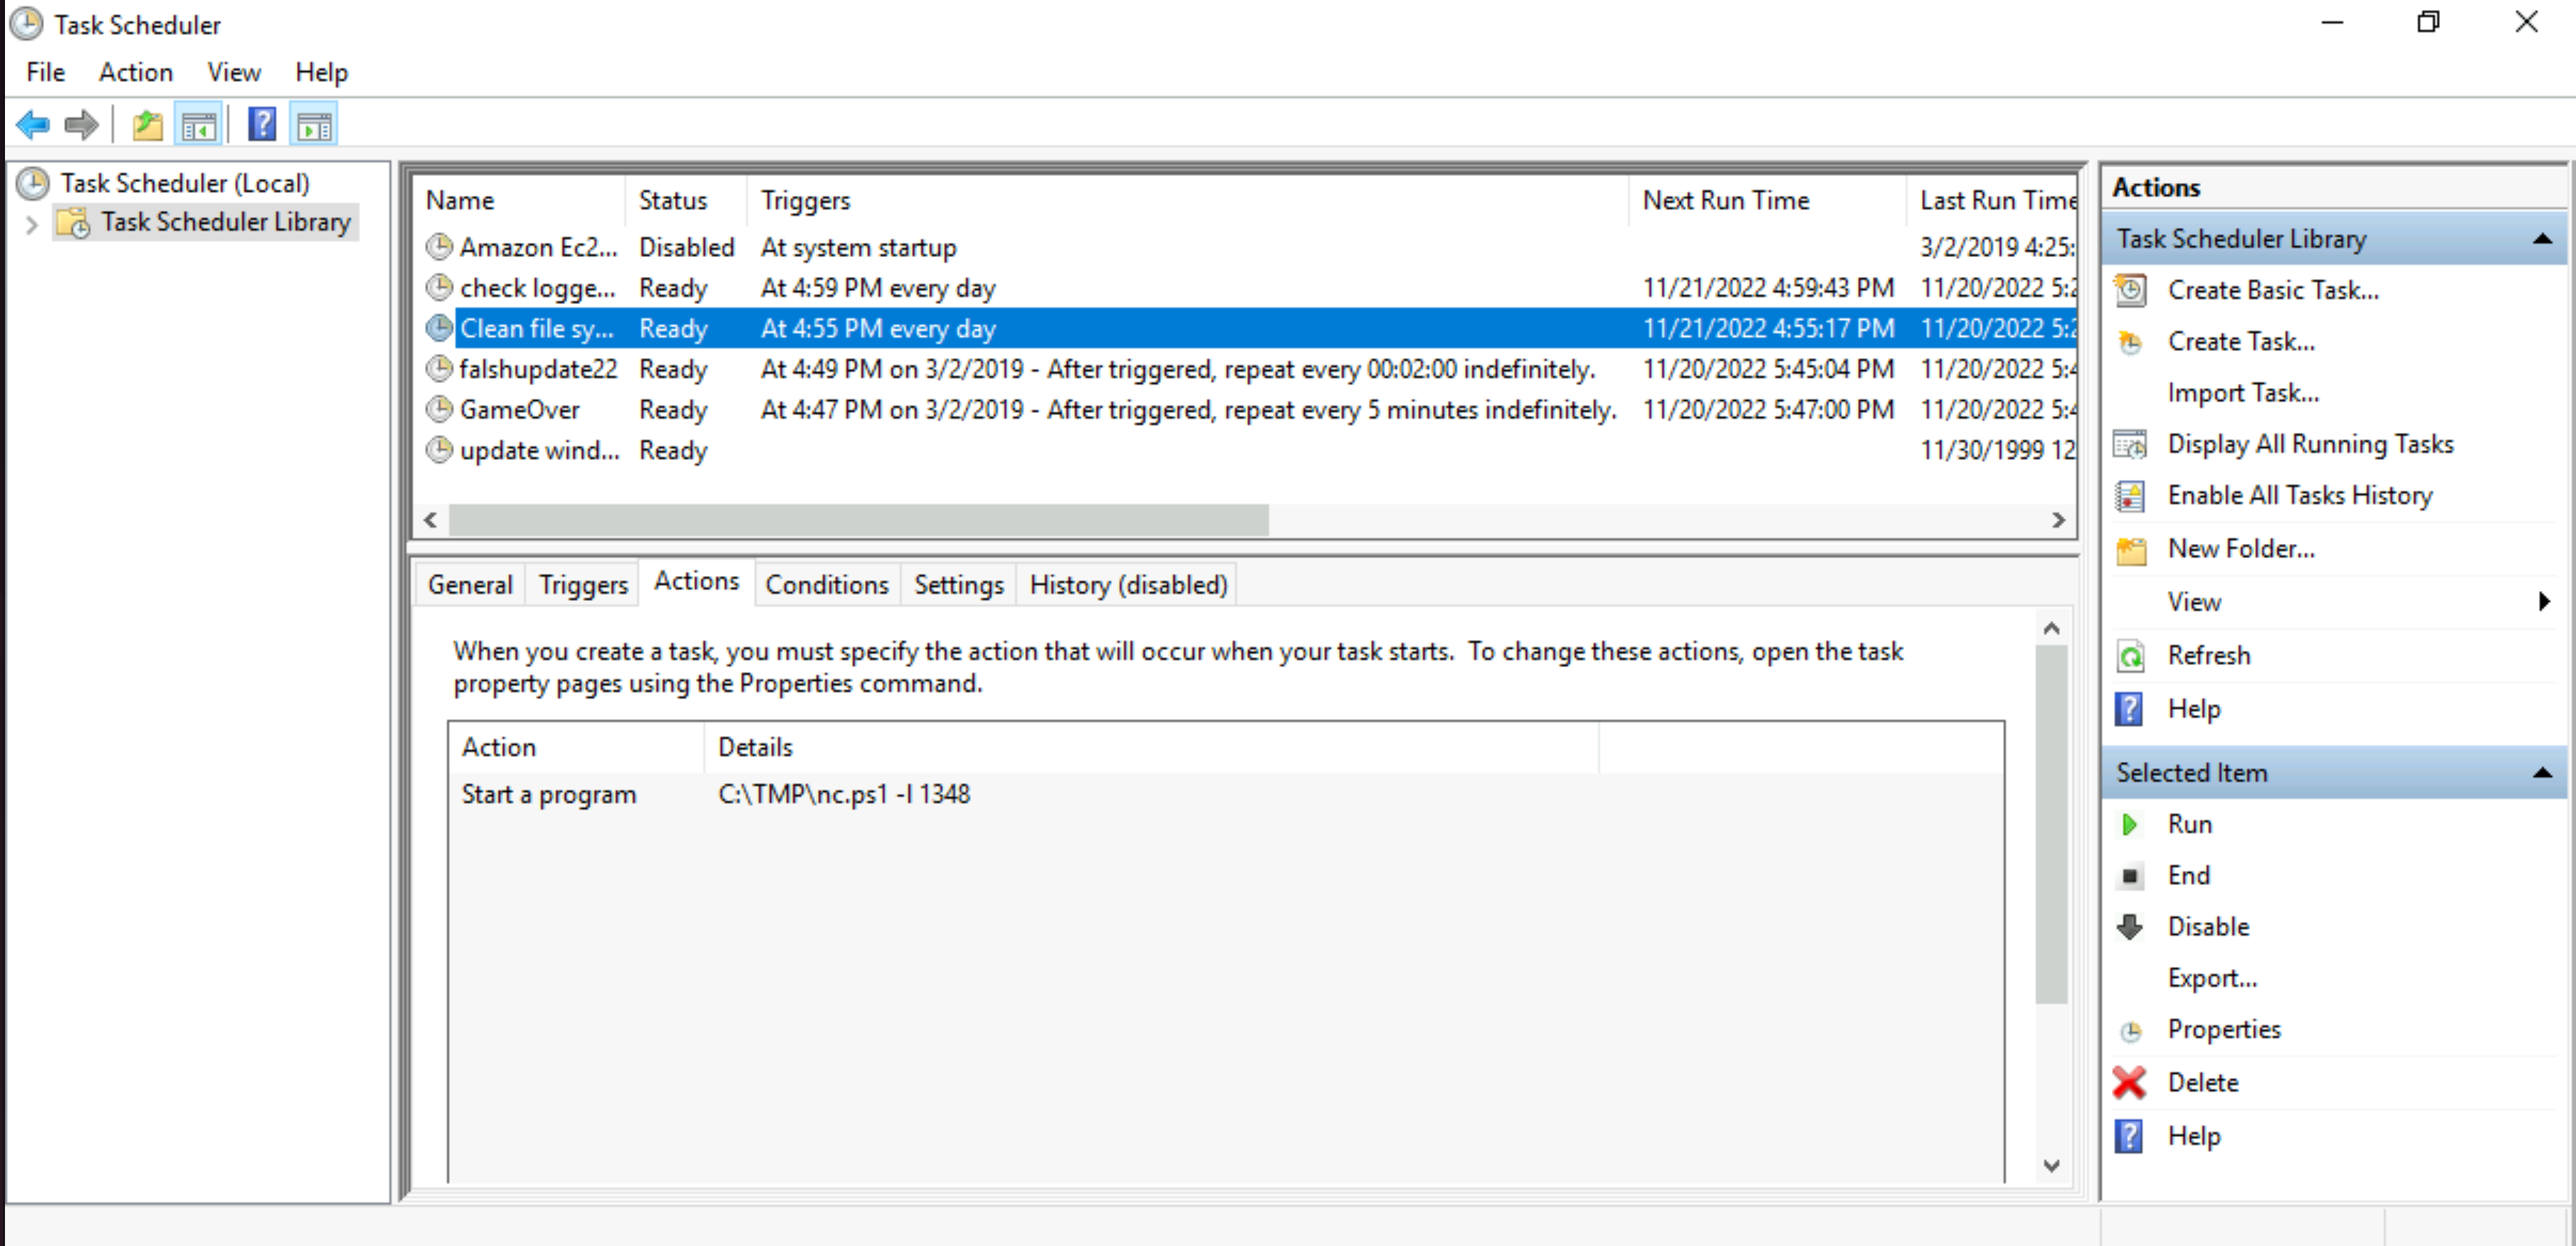 Task Scheduler
File Action View Help
Task Scheduler (Local)
Task Scheduler Library
Name Status Triggers Next Run Time Last Run Time
Amazon Ec2... Disabled At system startup 3/2/2019 4:25:
check logge... Ready At 4:59 PM every day 11/21/2022 4:59:43 PM 11/20/2022 5:2
Clean file sy... Ready At 4:55 PM every day 11/21/2022 4:55:17 PM 11/20/2022 5:2
falshupdate22 Ready At 4:49 PM on 3/2/2019 - After triggered, repeat every 00:02:00 indefinitely. 11/20/2022 5:45:04 PM 11/20/2022 5:4
GameOver Ready At 4:47 PM on 3/2/2019 - After triggered, repeat every 5 minutes indefinitely. 11/20/2022 5:47:00 PM 11/20/2022 5:4
update wind... Ready 11/30/1999 12
General Triggers Actions Conditions Settings History (disabled)
When you create a task, you must specify the action that will occur when your task starts. To change these actions, open the task
property pages using the Properties command.
Action Details
Start a program C:\TMP\nc.ps1 -l 1348
Actions
Task Scheduler Library
Create Basic Task...
Create Task...
Import Task...
Display All Running Tasks
Enable All Tasks History
New Folder...
View
Refresh
Help
Selected Item
Run
End
Disable
Export...
Properties
Delete
Help